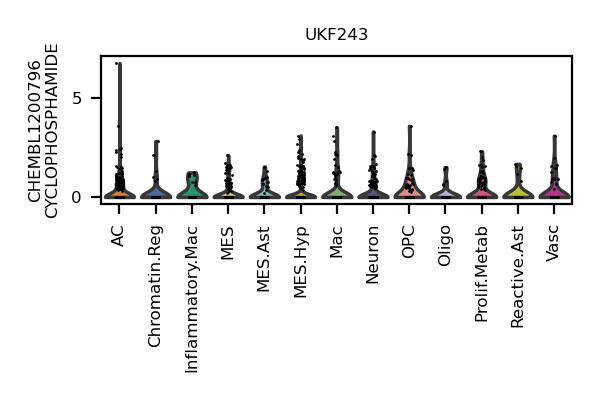 UKF243
CHEMBL1200796
CYCLOPHOSPHAMIDE
5
0
AC
Chromatin.Reg
Inflammatory.Mac
MES
MES.Ast
MES.Hyp
Mac
Neuron
OPC
Oligo
Prolif.Metab
Reactive.Ast
Vasc